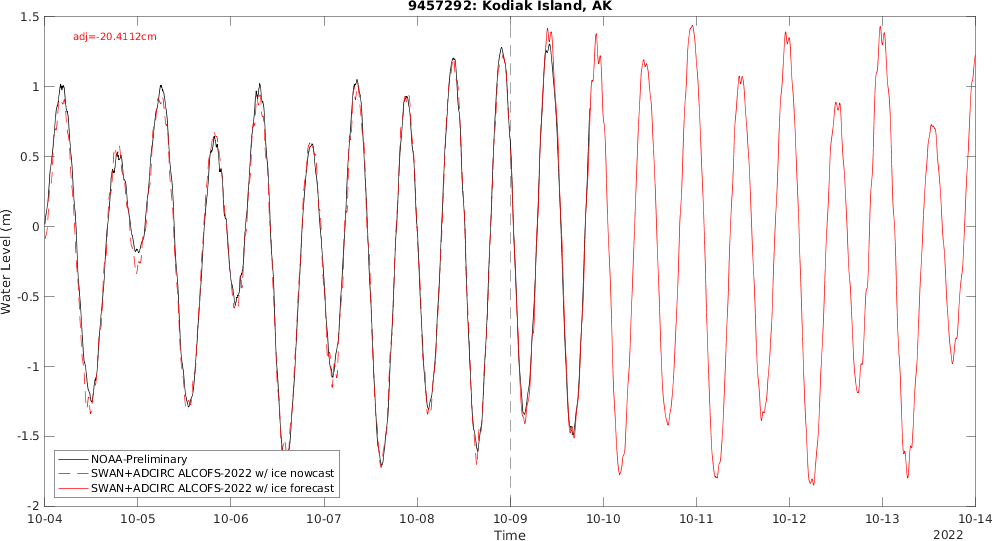 9457292: Kodiak Island, AK
adj=-20.4112cm
1.5
1
0.5
0
-0.5
-1
-1.5
-2
Water Level (m)
NOAA-Preliminary
SWAN+ADCIRC ALCOFS-2022 w/ ice nowcast
SWAN+ADCIRC ALCOFS-2022 w/ ice forecast
10-04 10-05 10-06 10-07 10-08 10-09 10-10 10-11 10-12 10-13 10-14
Time
2022